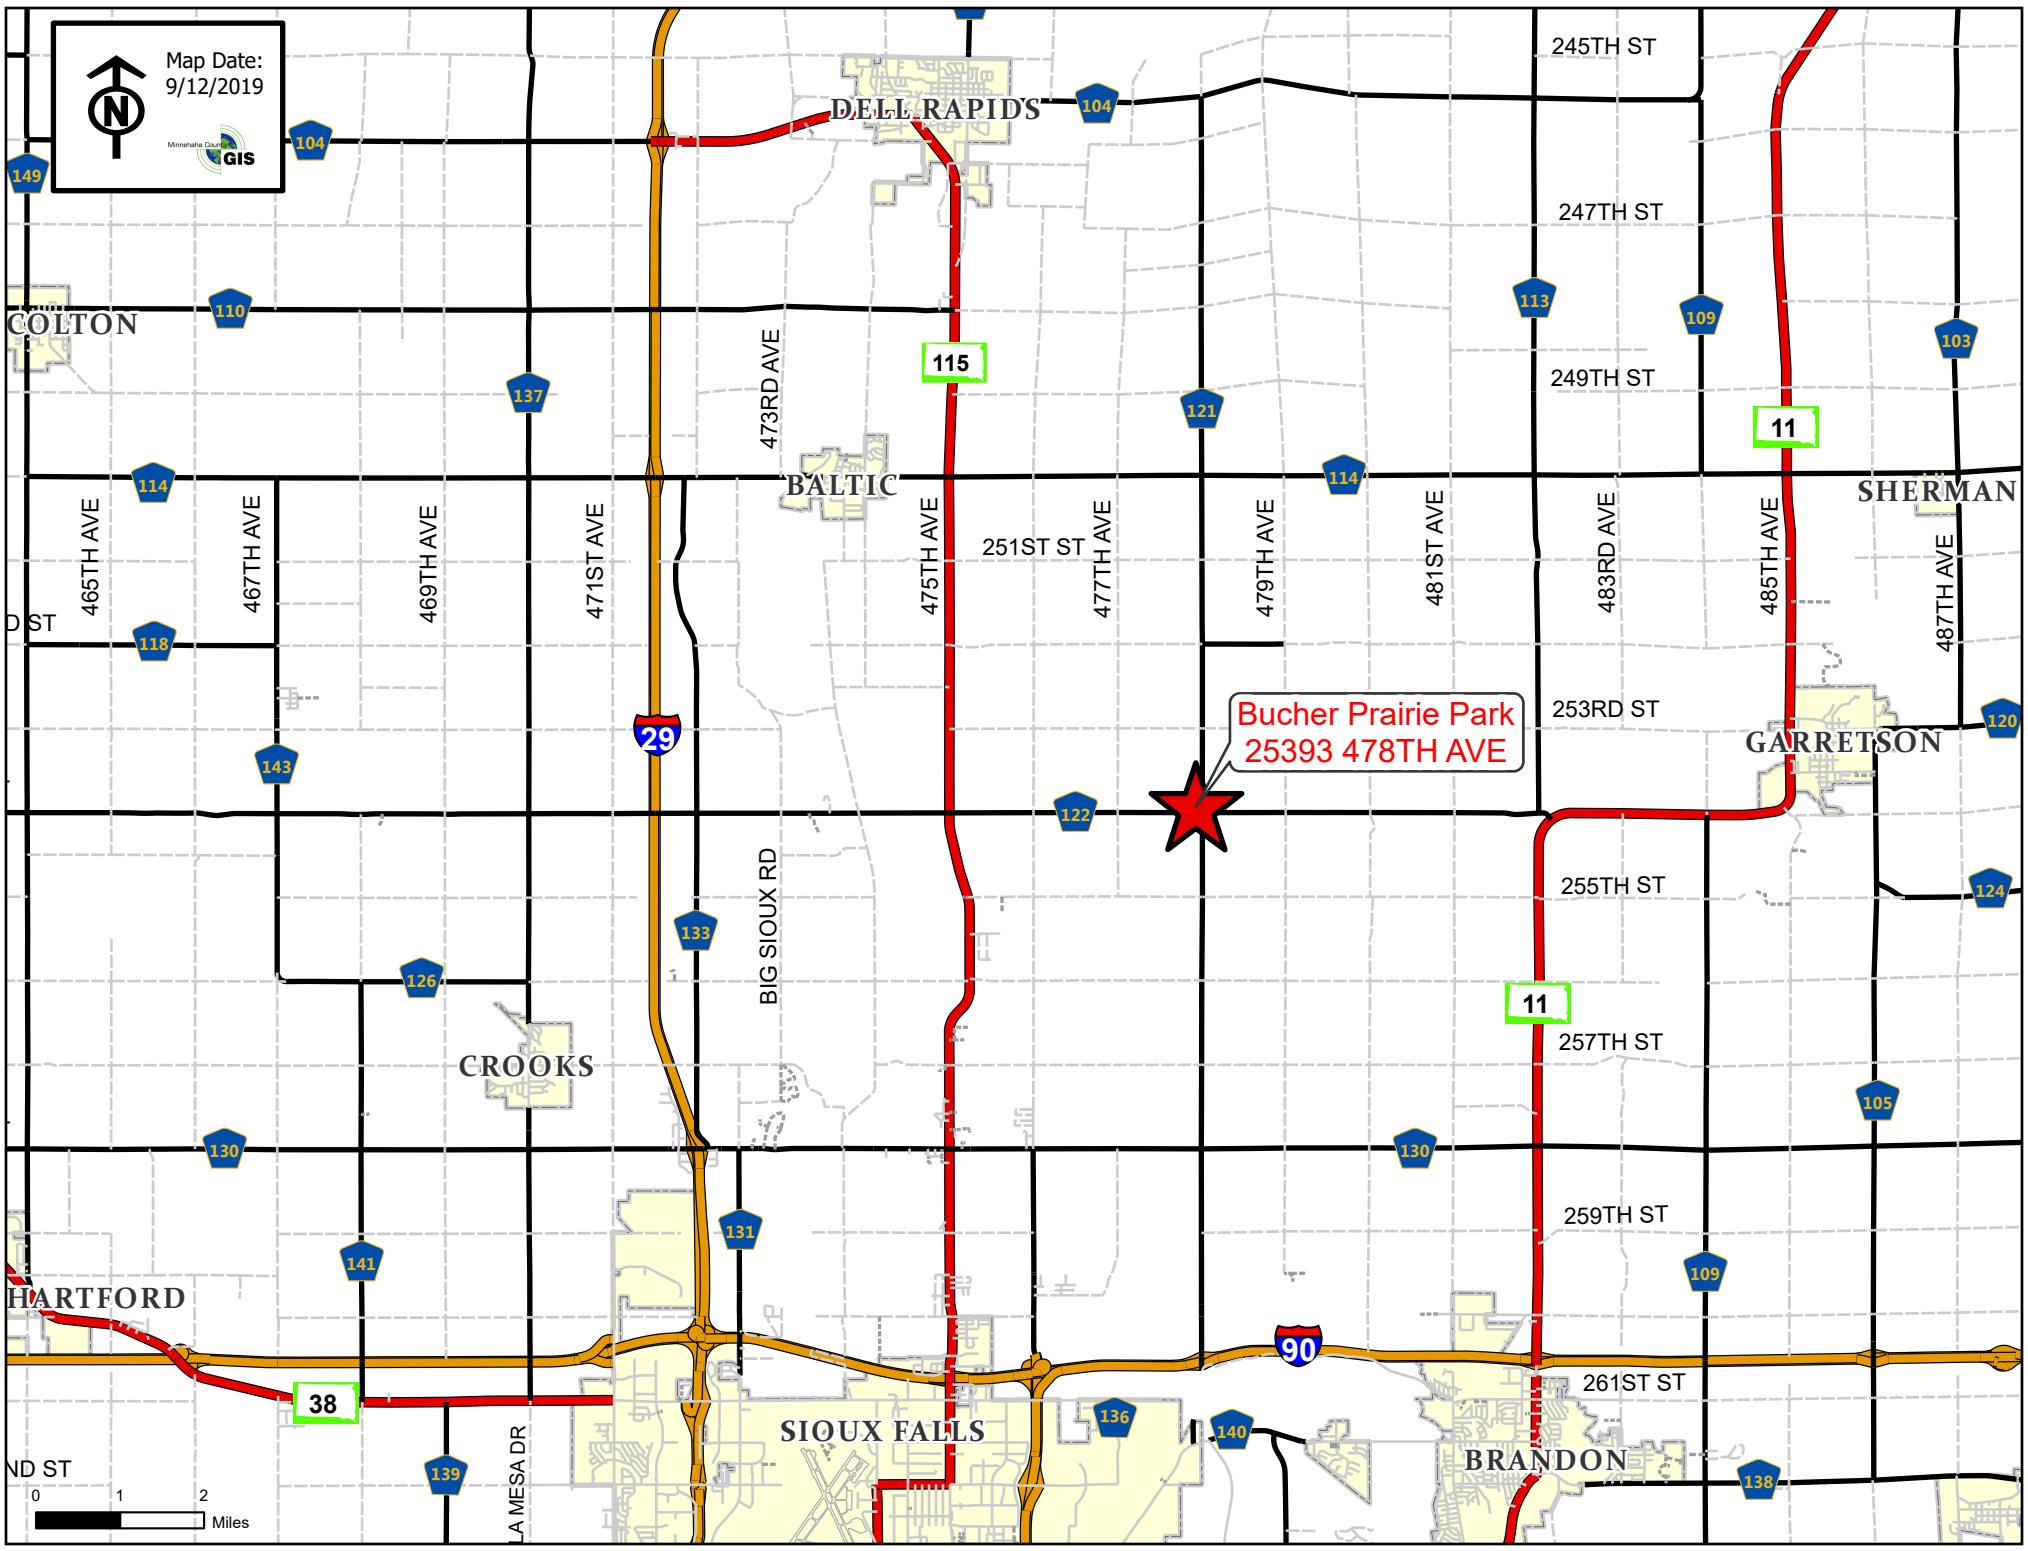 Map Date:
9/12/2019
N
Minnehaha County
GIS
245TH ST
DELL RAPIDS
104
104
149
247TH ST
110
113
109
COLTON
103
473RD AVE
115
249TH ST
137
121
11
114
BALTIC
114
SHERMAN
465TH AVE
467TH AVE
469TH AVE
471ST AVE
475TH AVE
251ST ST
477TH AVE
479TH AVE
481ST AVE
483RD AVE
485TH AVE
487TH AVE
D ST
118
Bucher Prairie Park
25393 478TH AVE
253RD ST
120
29
GARRETSON
143
122
255TH ST
124
BIG SIOUX RD
133
126
11
257TH ST
CROOKS
105
130
130
130
259TH ST
131
141
109
HARTFORD
90
261ST ST
38
136
140
SIOUX FALLS
BRANDON
ND ST
139
LA MESA DR
138
0 1 2
Miles